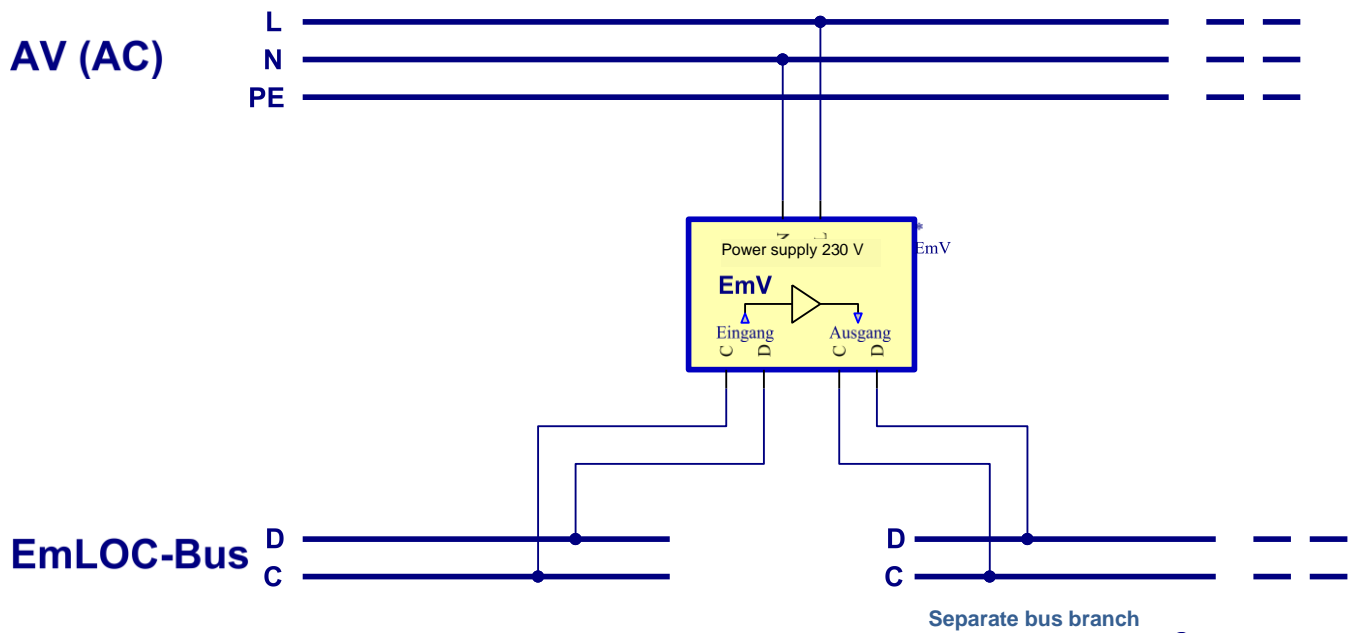 L
AV (AC)
N
PE
Power supply 230 V
EmV
EmV
Eingang
Ausgang
C D C D
EmLOC-Bus
D
C
D
C
Separate bus branch